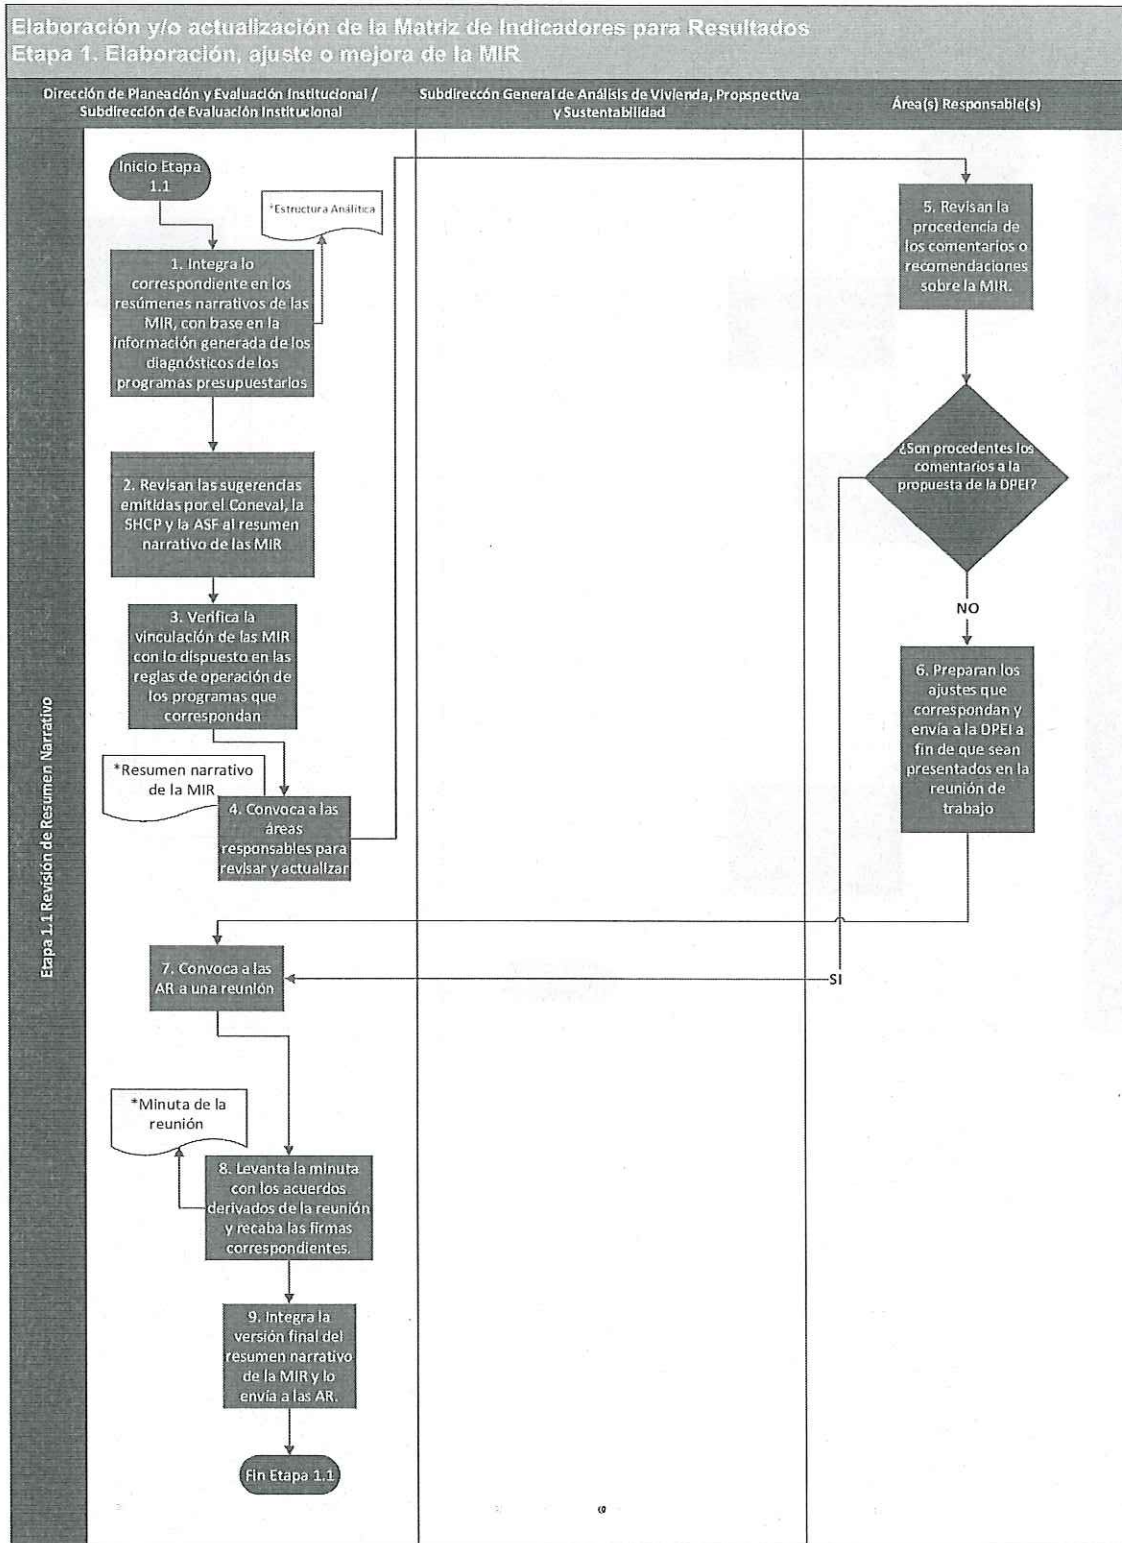 Elaboración y/o actualización de la Matriz de Indicadores para Resultados
Etapa 1. Elaboración, ajuste o mejora de la MIR
Dirección de Planeación y Evaluación Institucional /
Subdirección de Evaluación Institucional
Subdireccón General de Análisis de Vivienda, Propspectiva
y Sustentabilidad
Área(s) Responsable(s)
Etapa 1.1 Revisión de Resumen Narrativo
Inicio Etapa
1.1
*Estructura Análitica
1. Integra lo
correspondiente en los
resúmenes narrativos de las
MIR, con base en la
información generada de los
diagnósticos de los
programas presupuestarios
2. Revisan las sugerencias
emitidas por el Coneval, la
SHCP y la ASF al resumen
narrativo de las MIR
3. Verifica la
vinculación de las MIR
con lo dispuesto en las
reglas de operación de
los programas que
correspondan
*Resumen narrativo
de la MIR
4. Convoca a las
áreas
responsables para
revisar y actualizar
5. Revisan la
procedencia de
los comentarios o
recomendaciones
sobre la MIR.
¿Son procedentes los
comentarios a la
propuesta de la DPEI?
NO
6. Preparan los
ajustes que
correspondan y
envía a la DPEI a
fin de que sean
presentados en la
reunión de
trabajo
7. Convoca a las
AR a una reunión
SI
*Minuta de la
reunión
8. Levanta la minuta
con los acuerdos
derivados de la reunión
y recaba las firmas
correspondientes.
9. Integra la
versión final del
resumen narrativo
de la MIR y lo
envía a las AR.
Fin Etapa 1.1